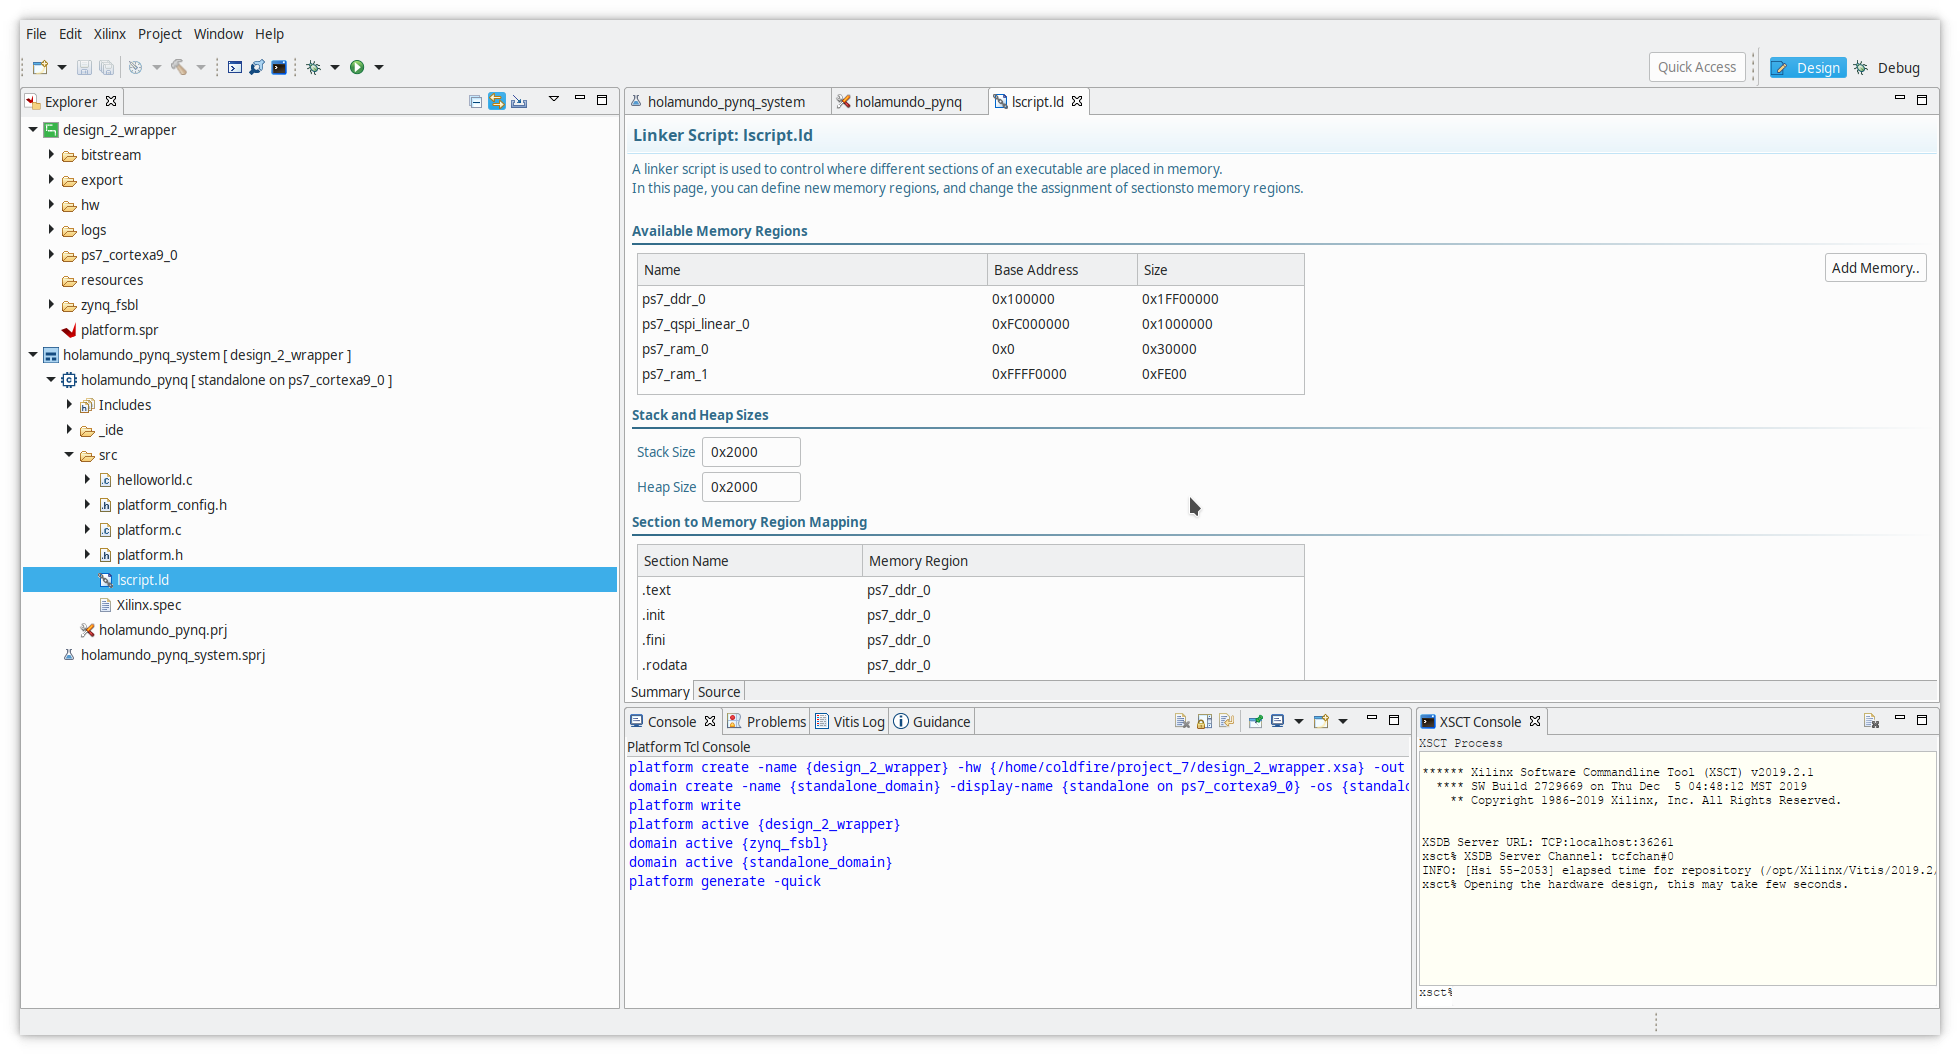 File Edit Xilinx Project Window Help
Quick Access Design Debug
Explorer
design_2_wrapper
bitstream
export
hw
logs
ps7_cortexa9_0
resources
zynq_fsbl
platform.spr
holamundo_pynq_system [ design_2_wrapper ]
holamundo_pynq [ standalone on ps7_cortexa9_0 ]
Includes
_ide
src
helloworld.c
platform_config.h
platform.c
platform.h
lscript.ld
Xilinx.spec
holamundo_pynq.prj
holamundo_pynq_system.sprj
holamundo_pynq_system holamundo_pynq lscript.ld
Linker Script: lscript.ld
A linker script is used to control where different sections of an executable are placed in memory.
In this page, you can define new memory regions, and change the assignment of sectionsto memory regions.
Available Memory Regions
Name Base Address Size
ps7_ddr_0 0x100000 0x1FF00000
ps7_qspi_linear_0 0xFC000000 0x1000000
ps7_ram_0 0x0 0x30000
ps7_ram_1 0xFFFF0000 0xFE00
Add Memory..
Stack and Heap Sizes
Stack Size 0x2000
Heap Size 0x2000
Section to Memory Region Mapping
Section Name Memory Region
.text ps7_ddr_0
.init ps7_ddr_0
.fini ps7_ddr_0
.rodata ps7_ddr_0
Summary Source
Console Problems Vitis Log Guidance
Platform Tcl Console
platform create -name {design_2_wrapper} -hw {/home/coldfire/project_7/design_2_wrapper.xsa} -out
domain create -name {standalone_domain} -display-name {standalone on ps7_cortexa9_0} -os {standalo
platform write
platform active {design_2_wrapper}
domain active {zynq_fsbl}
domain active {standalone_domain}
platform generate -quick
XSCT Console
XSCT Process
****** Xilinx Software Commandline Tool (XSCT) v2019.2.1
**** SW Build 2729669 on Thu Dec  5 04:48:12 MST 2019
** Copyright 1986-2019 Xilinx, Inc. All Rights Reserved.
XSDB Server URL: TCP:localhost:36261
xsct% XSDB Server Channel: tcfchan#0
INFO: [Hsi 55-2053] elapsed time for repository (/opt/Xilinx/Vitis/2019.2/
xsct% Opening the hardware design, this may take few seconds.
xsct%